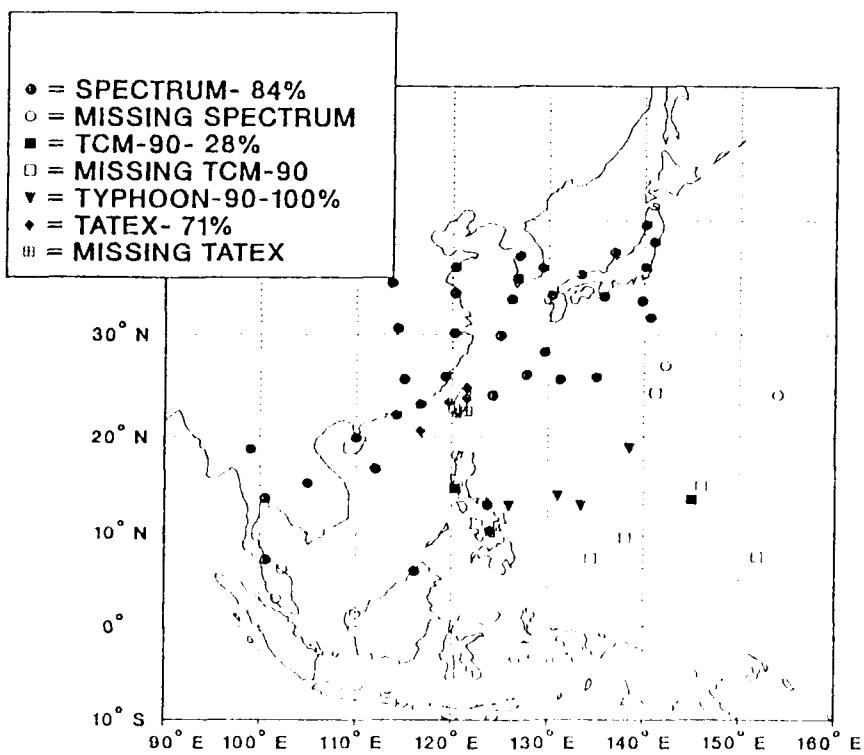 ● = SPECTRUM- 84%
○ = MISSING SPECTRUM
■ = TCM-90- 28%
□ = MISSING TCM-90
▼ = TYPHOON-90-100%
◆ = TATEX- 71%
⊞ = MISSING TATEX
30° N
20° N
10° N
0°
10° S
90° E 100° E 110° E 120° E 130° E 140° E 150° E 160° E